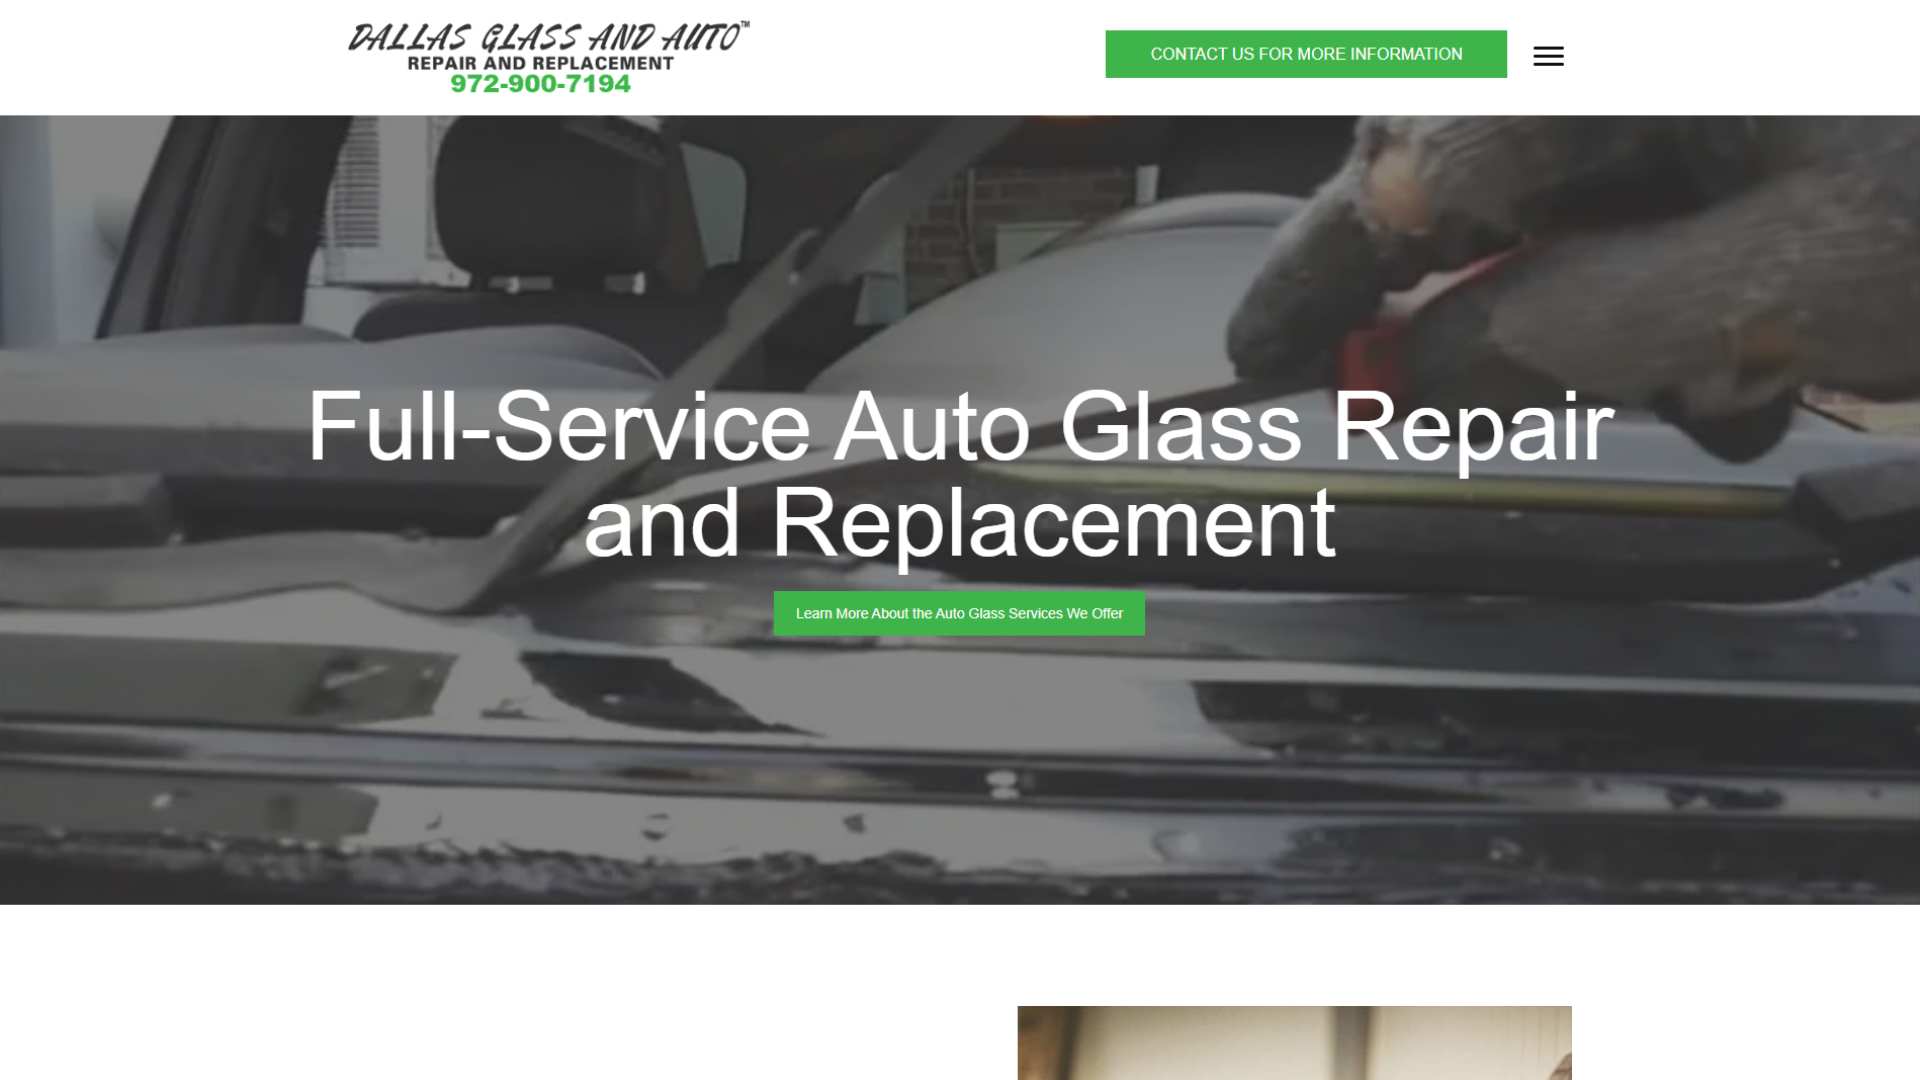 DALLAS GLASS AND AUTO™
REPAIR AND REPLACEMENT
972-900-7194
CONTACT US FOR MORE INFORMATION
Full-Service Auto Glass Repair
and Replacement
Learn More About the Auto Glass Services We Offer